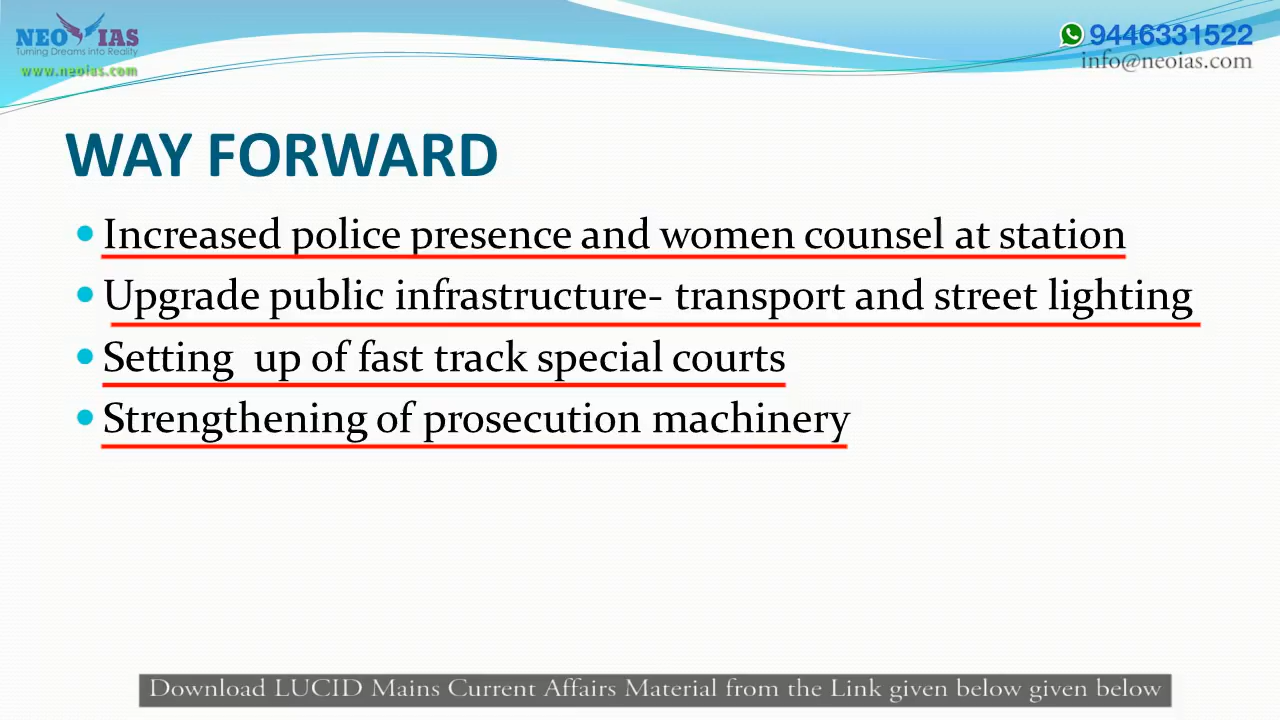 NEO IAS
Turning Dreams into Reality
www.neoias.com
9446331522
info@neoias.com
WAY FORWARD
• Increased police presence and women counsel at station
• Upgrade public infrastructure- transport and street lighting
• Setting up of fast track special courts
• Strengthening of prosecution machinery
Download LUCID Mains Current Affairs Material from the Link given below given below